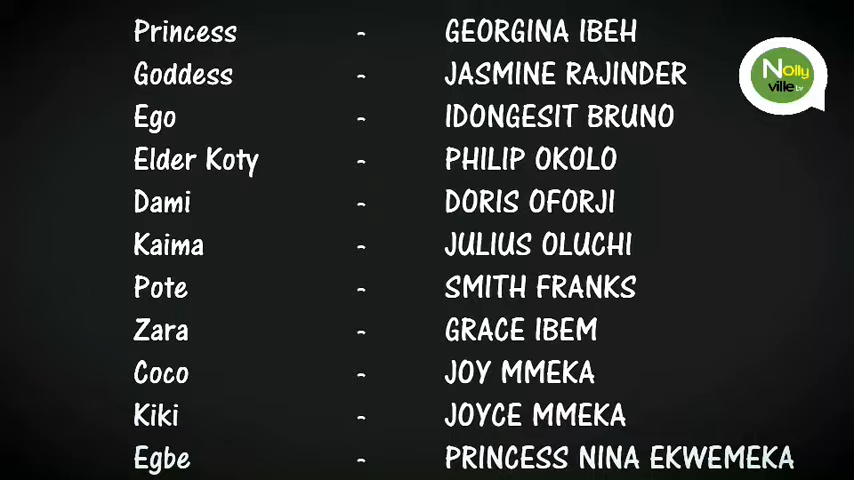 Princess - GEORGINA IBEH
Goddess - JASMINE RAJINDER
Ego - IDONGESIT BRUNO
Elder Koty - PHILIP OKOLO
Dami - DORIS OFORJI
Kaima - JULIUS OLUCHI
Pote - SMITH FRANKS
Zara - GRACE IBEM
Coco - JOY MMEKA
Kiki - JOYCE MMEKA
Egbe - PRINCESS NINA EKWEMEKA
Nolly
ville tv